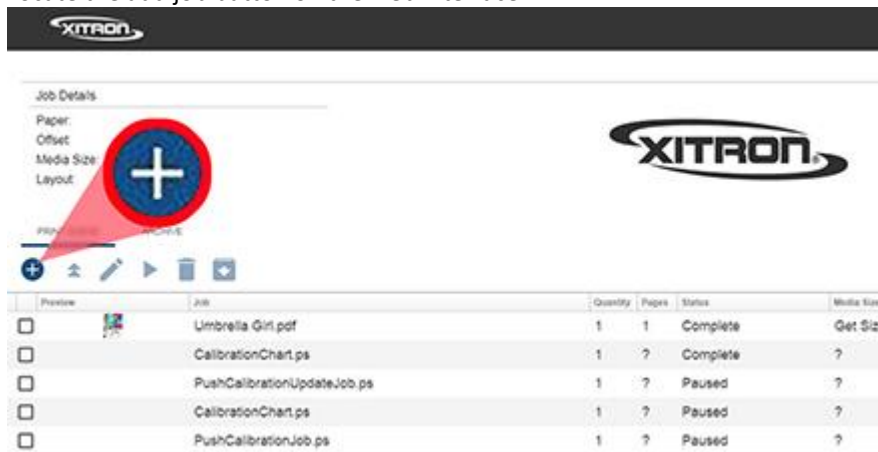 XITRON
Job Details
Paper:
Offset:
Media Size:
Layout:
XITRON
ARCHIVE
Preview Job Quantity Pages Status Media Size
Umbrella Girl.pdf 1 1 Complete Get Siz
CalibrationChart.ps 1 ? Complete ?
PushCalibrationUpdateJob.ps 1 ? Paused ?
CalibrationChart.ps 1 ? Paused ?
PushCalibrationJob.ps 1 ? Paused ?